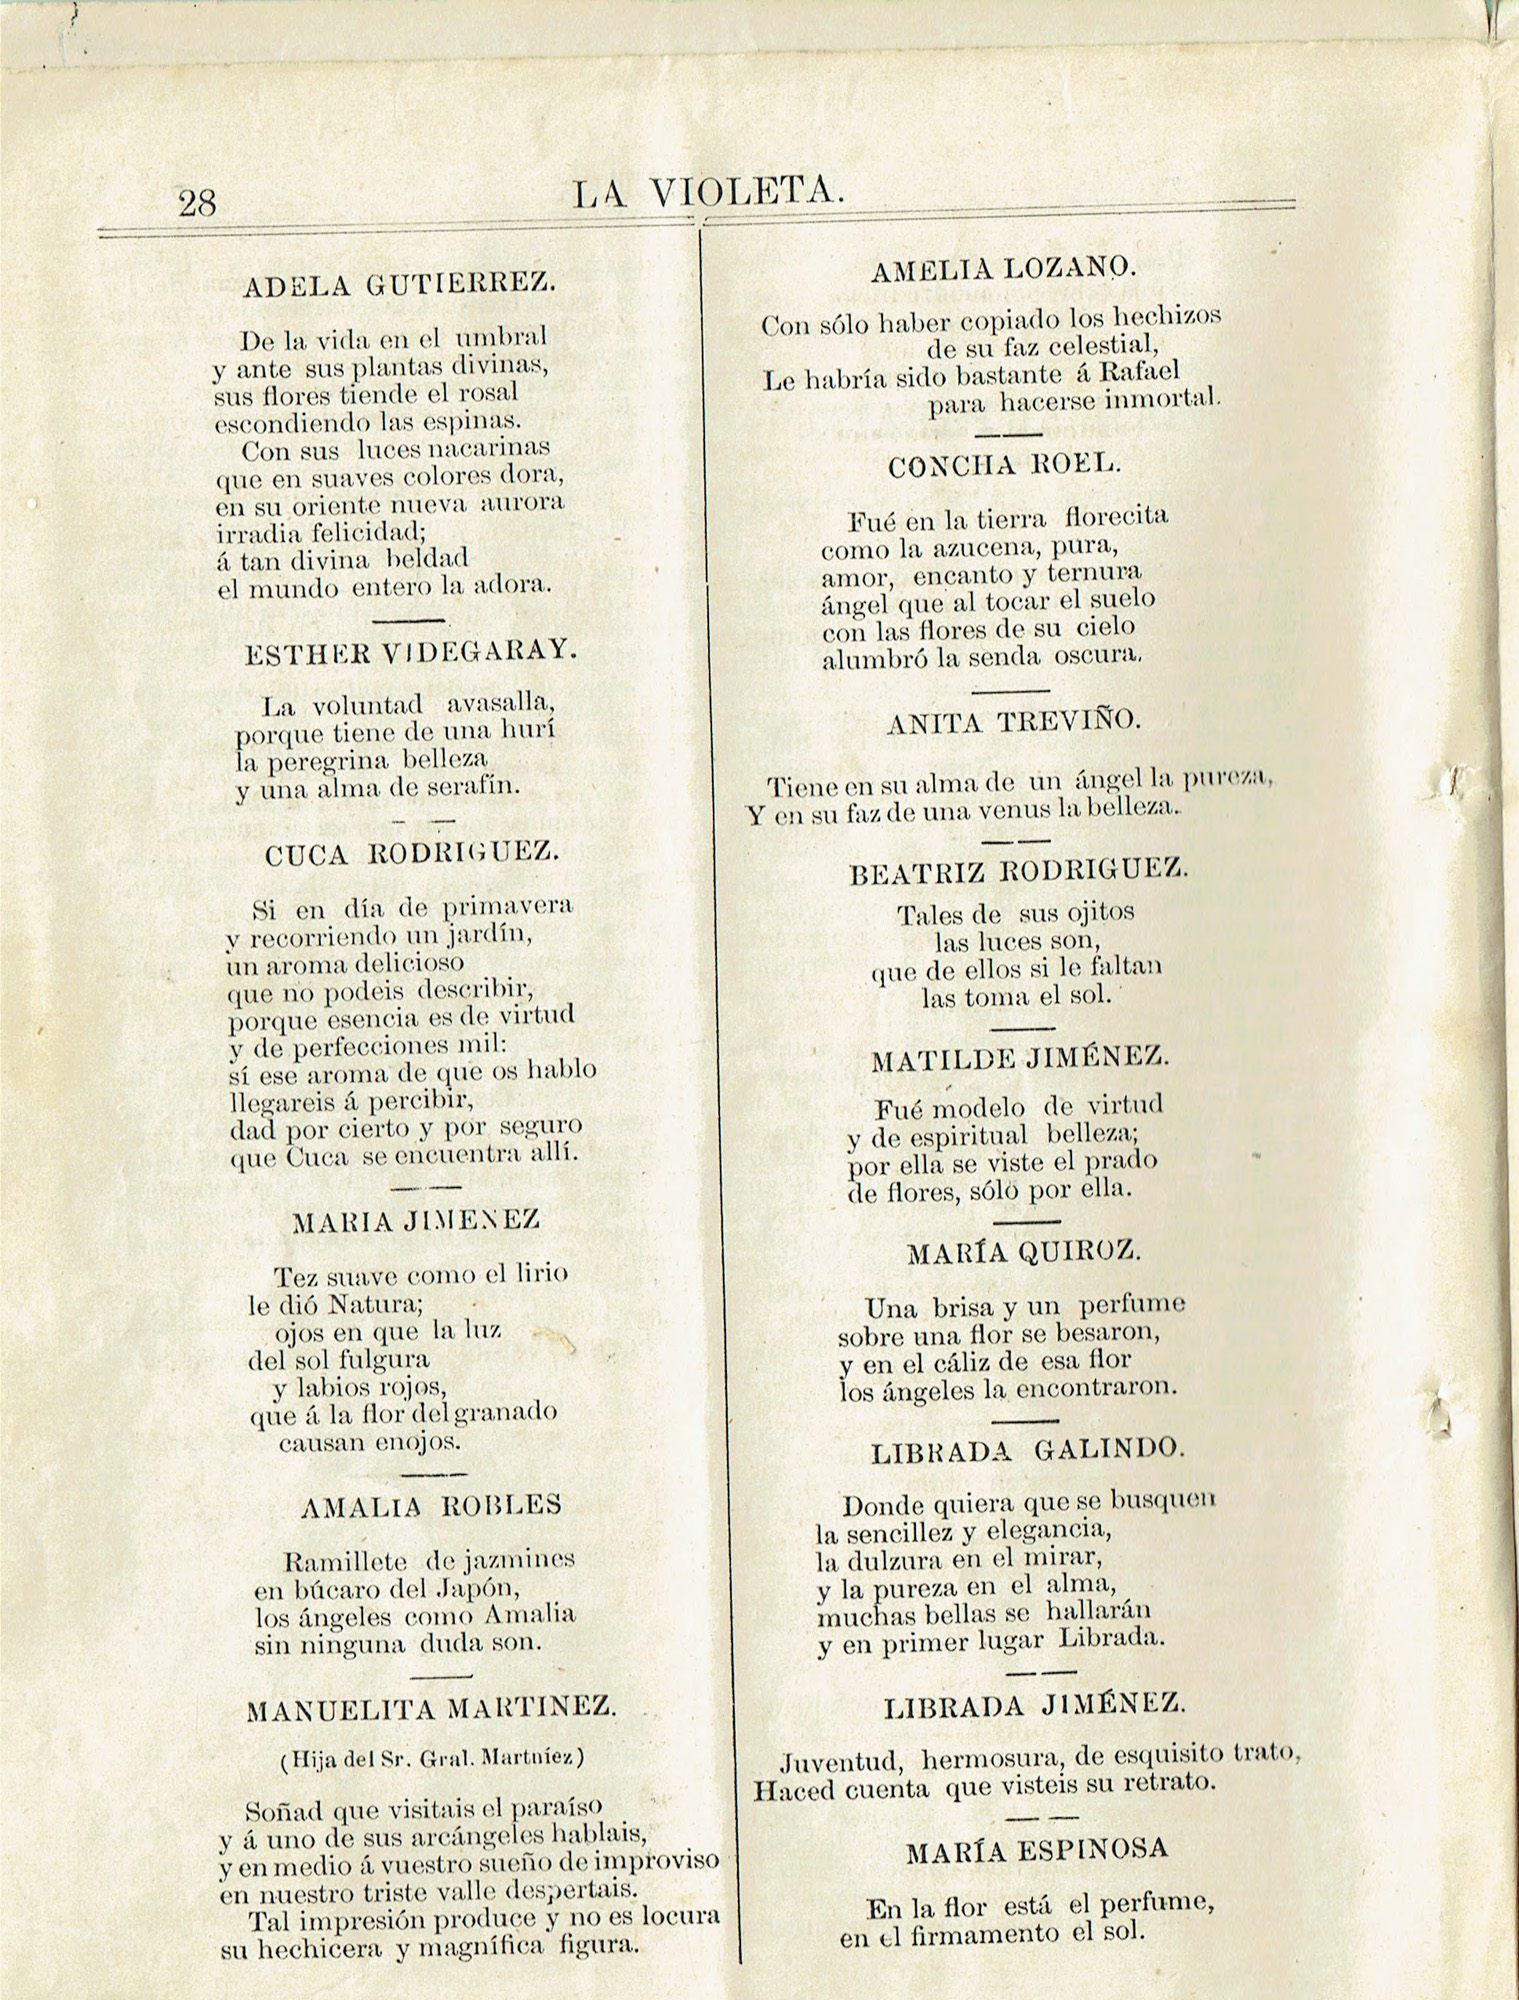 28
LA VIOLETA.
ADELA GUTIERREZ.
De la vida en el umbral
y ante sus plantas divinas,
sus flores tiende el rosal
escondiendo las espinas.
Con sus luces nacarinas
que en suaves colores dora,
en su oriente nueva aurora
irradia felicidad;
á tan divina beldad
el mundo entero la adora.
ESTHER VIDEGARAY.
La voluntad avasalla,
porque tiene de una hurí
la peregrina belleza
y una alma de serafín.
CUCA RODRIGUEZ.
Si en día de primavera
y recorriendo un jardín,
un aroma delicioso
que no podeis describir,
porque esencia es de virtud
y de perfecciones mil:
sí ese aroma de que os hablo
llegareis á percibir,
dad por cierto y por seguro
que Cuca se encuentra allí.
MARIA JIMENEZ
Tez suave como el lirio
le dió Natura;
ojos en que la luz
del sol fulgura
y labios rojos,
que á la flor del granado
causan enojos.
AMALIA ROBLES
Ramillete de jazmines
en búcaro del Japón,
los ángeles como Amalia
sin ninguna duda son.
MANUELITA MARTINEZ.
(Hija del Sr. Gral. Martníez)
Soñad que visitais el paraíso
y á uno de sus arcángeles hablais,
y en medio á vuestro sueño de improviso
en nuestro triste valle despertais.
Tal impresión produce y no es locura
su hechicera y magnífica figura.
AMELIA LOZANO.
Con sólo haber copiado los hechizos
de su faz celestial,
Le habría sido bastante á Rafael
para hacerse inmortal.
CONCHA ROEL.
Fué en la tierra florecita
como la azucena, pura,
amor, encanto y ternura
ángel que al tocar el suelo
con las flores de su cielo
alumbró la senda oscura.
ANITA TREVIÑO.
Tiene en su alma de un ángel la pureza,
Y en su faz de una venus la belleza.
BEATRIZ RODRIGUEZ.
Tales de sus ojitos
las luces son,
que de ellos si le faltan
las toma el sol.
MATILDE JIMÉNEZ.
Fué modelo de virtud
y de espiritual belleza;
por ella se viste el prado
de flores, sólo por ella.
MARÍA QUIROZ.
Una brisa y un perfume
sobre una flor se besaron,
y en el cáliz de esa flor
los ángeles la encontraron.
LIBRADA GALINDO.
Donde quiera que se busquen
la sencillez y elegancia,
la dulzura en el mirar,
y la pureza en el alma,
muchas bellas se hallarán
y en primer lugar Librada.
LIBRADA JIMÉNEZ.
Juventud, hermosura, de esquisito trato,
Haced cuenta que visteis su retrato.
MARÍA ESPINOSA
En la flor está el perfume,
en el firmamento el sol.